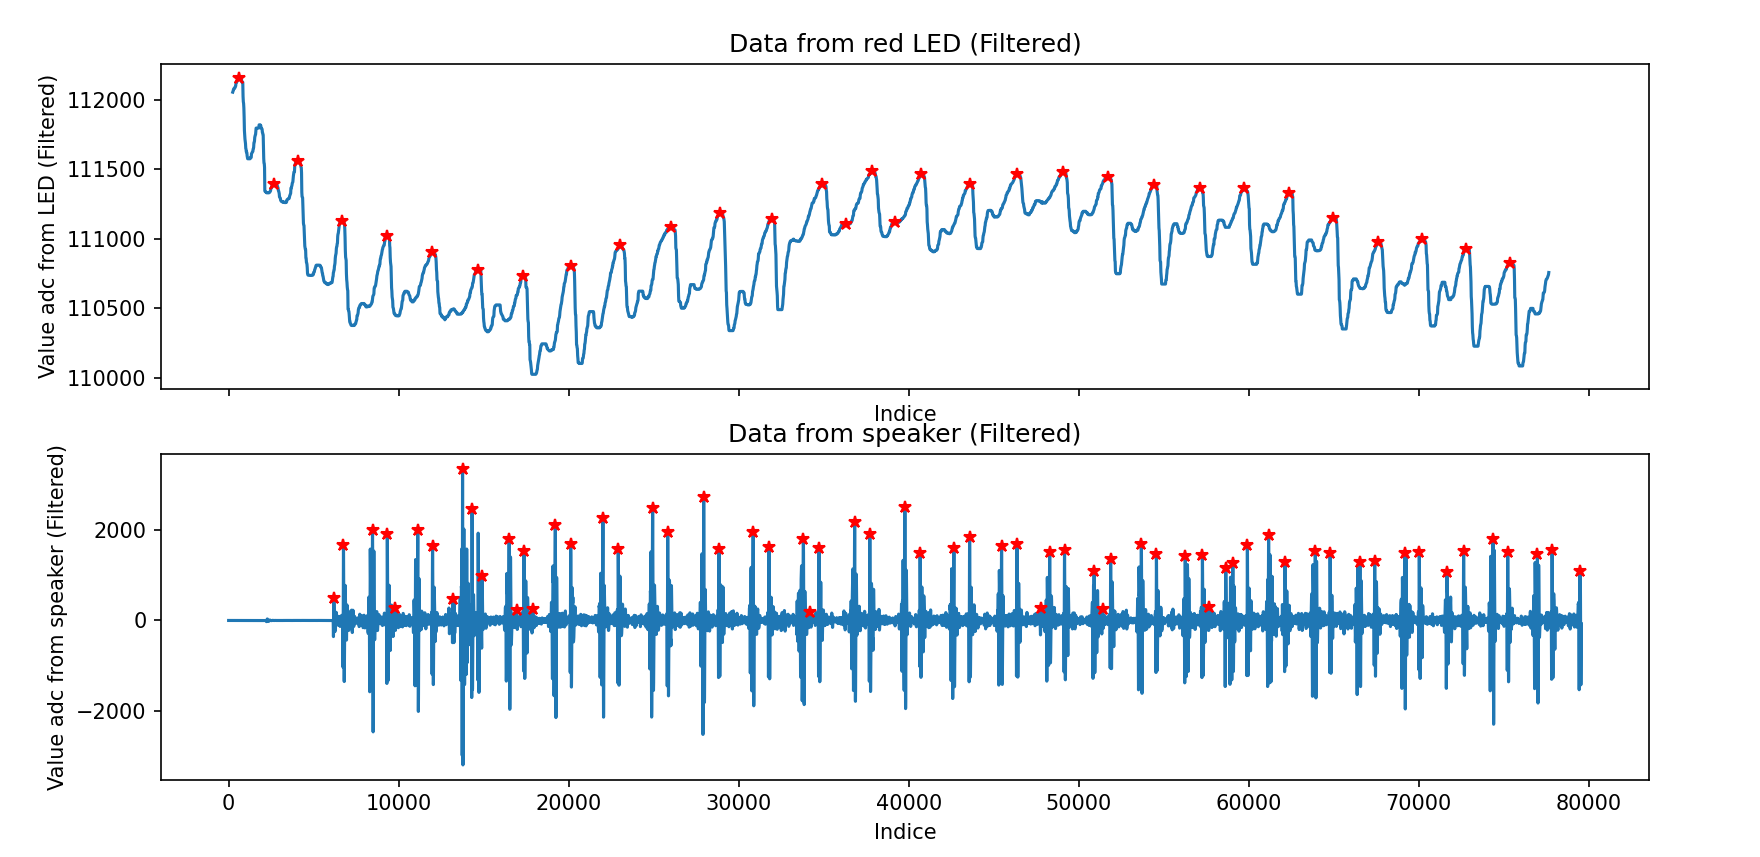 Data from red LED (Filtered)
Value adc from LED (Filtered)
112000
111500
111000
110500
110000
Indice
Data from speaker (Filtered)
Value adc from speaker (Filtered)
2000
0
−2000
0 10000 20000 30000 40000 50000 60000 70000 80000
Indice